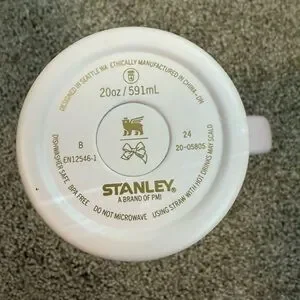 DESIGNED IN SEATTLE WA. ETHICALLY MANUFACTURED IN CHINA-DH
20oz / 591mL
B
EN12546-1
24
20-05805
STANLEY®
A BRAND OF PMI
DISHWASHER SAFE BPA FREE DO NOT MICROWAVE USING STRAW WITH HOT DRINKS MAY SCALD